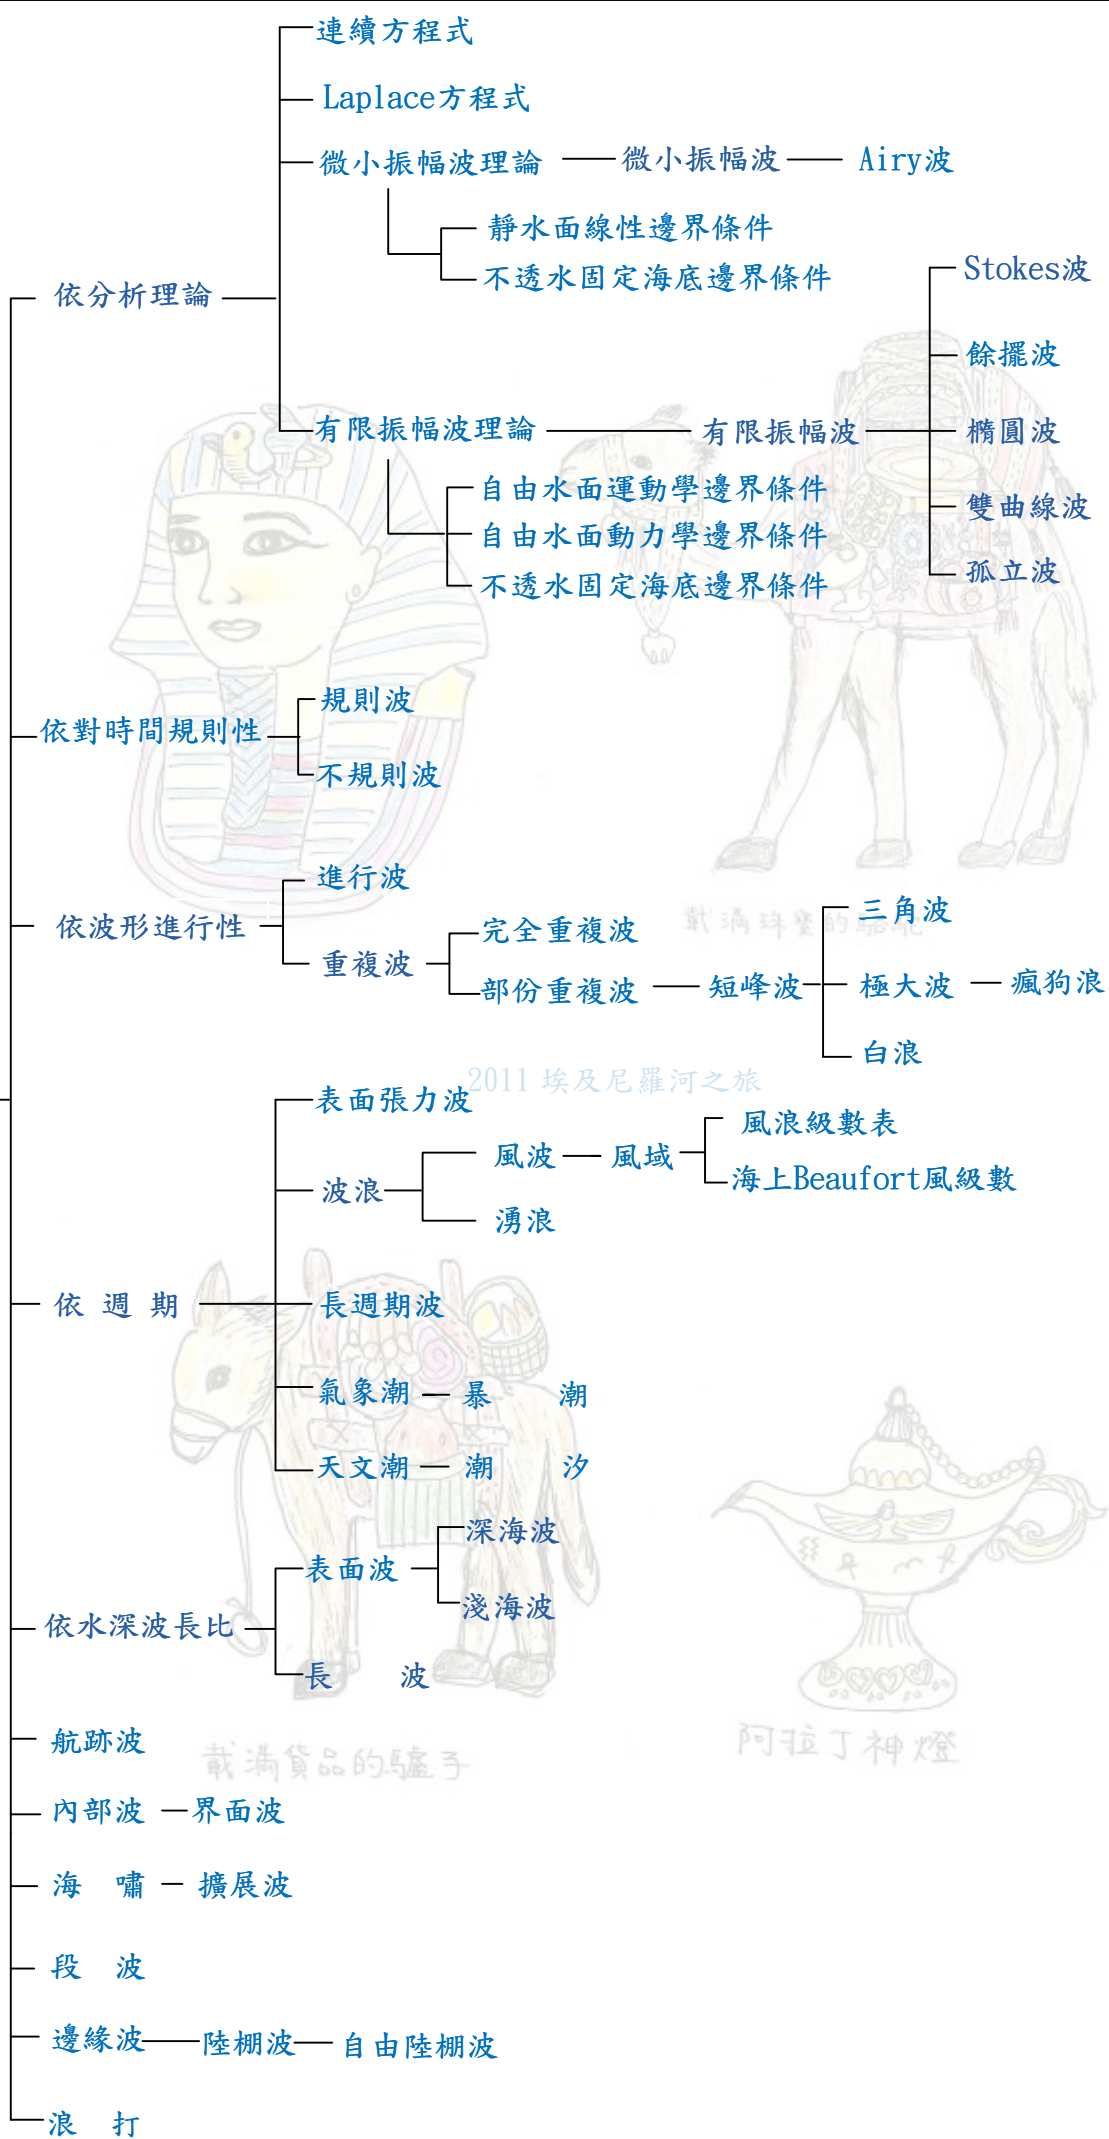 連續方程式
Laplace方程式
微小振幅波理論
微小振幅波
Airy波
靜水面線性邊界條件
不透水固定海底邊界條件
依分析理論
Stokes波
餘擺波
有限振幅波理論
有限振幅波
橢圓波
自由水面運動學邊界條件
雙曲線波
自由水面動力學邊界條件
孤立波
不透水固定海底邊界條件
規則波
依對時間規則性
不規則波
進行波
依波形進行性
三角波
載滿珠寶的駱駝
完全重複波
重複波
部份重複波
短峰波
極大波
瘋狗浪
白浪
2011 埃及尼羅河之旅
表面張力波
風浪級數表
波浪
風波
風域
海上Beaufort風級數
湧浪
依 週 期
長週期波
氣象潮
暴 潮
天文潮
潮 汐
深海波
表面波
淺海波
依水深波長比
長 波
航跡波
載滿貨品的驢子
阿拉丁神燈
內部波
界面波
海 嘯
擴展波
段 波
邊緣波
陸棚波
自由陸棚波
浪 打